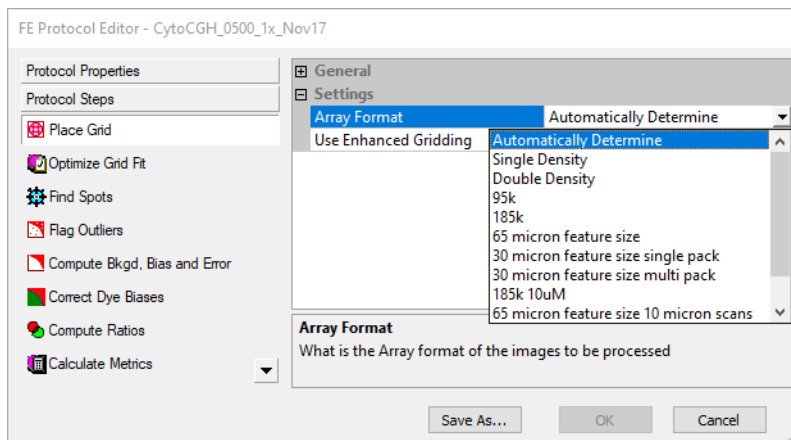 FE Protocol Editor - CytoCGH_0500_1x_Nov17
Protocol Properties
Protocol Steps
Place Grid
Optimize Grid Fit
Find Spots
Flag Outliers
Compute Bkgd, Bias and Error
Correct Dye Biases
Compute Ratios
Calculate Metrics
General
Settings
Array Format Automatically Determine
Use Enhanced Gridding
Automatically Determine
Single Density
Double Density
95k
185k
65 micron feature size
30 micron feature size single pack
30 micron feature size multi pack
185k 10uM
65 micron feature size 10 micron scans
Array Format
What is the Array format of the images to be processed
Save As...
OK
Cancel